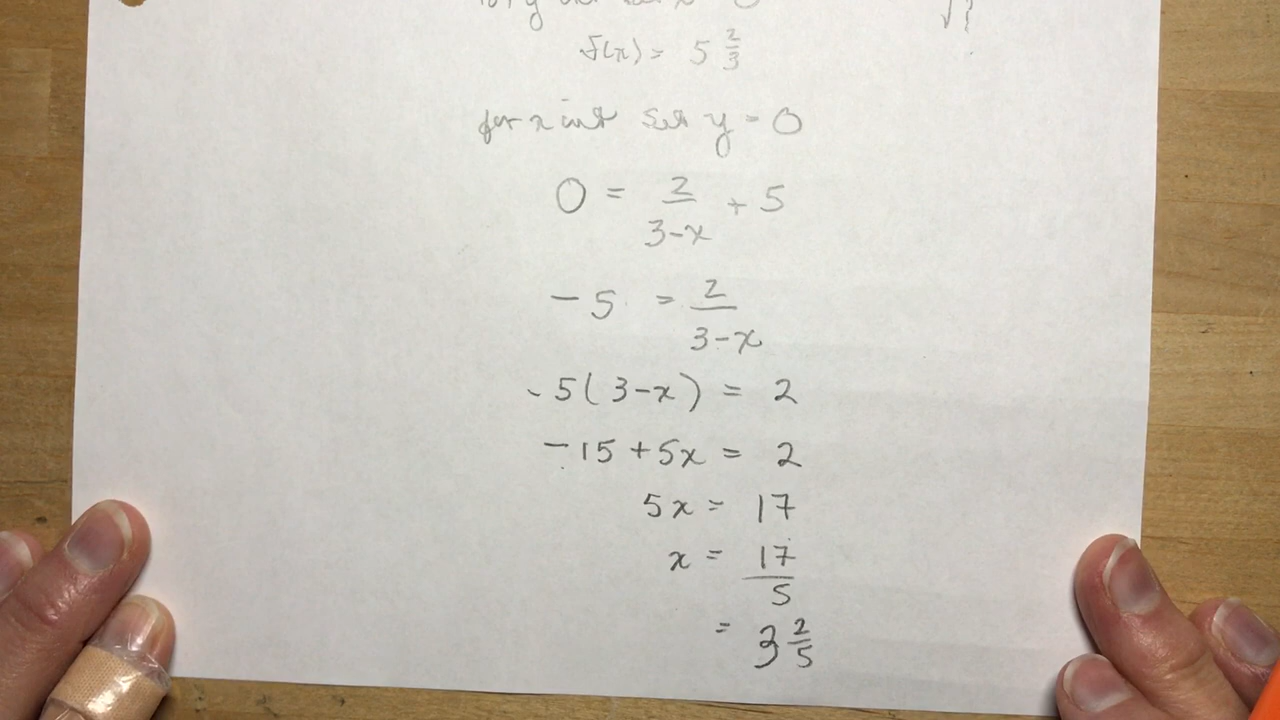 f(x) = 5 2/3
for x int set y = 0
0 = 2/(3-x) + 5
-5 = 2/(3-x)
-5(3-x) = 2
-15 + 5x = 2
5x = 17
x = 17/5
= 3 2/5